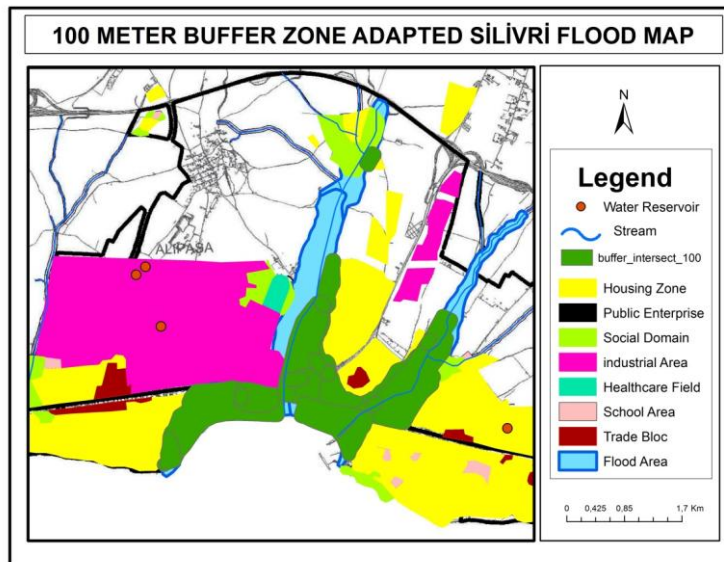 100 METER BUFFER ZONE ADAPTED SİLİVRİ FLOOD MAP
ALIPASA
N
Legend
Water Reservoir
Stream
buffer_intersect_100
Housing Zone
Public Enterprise
Social Domain
industrial Area
Healthcare Field
School Area
Trade Bloc
Flood Area
0 0,425 0,85 1,7 Km